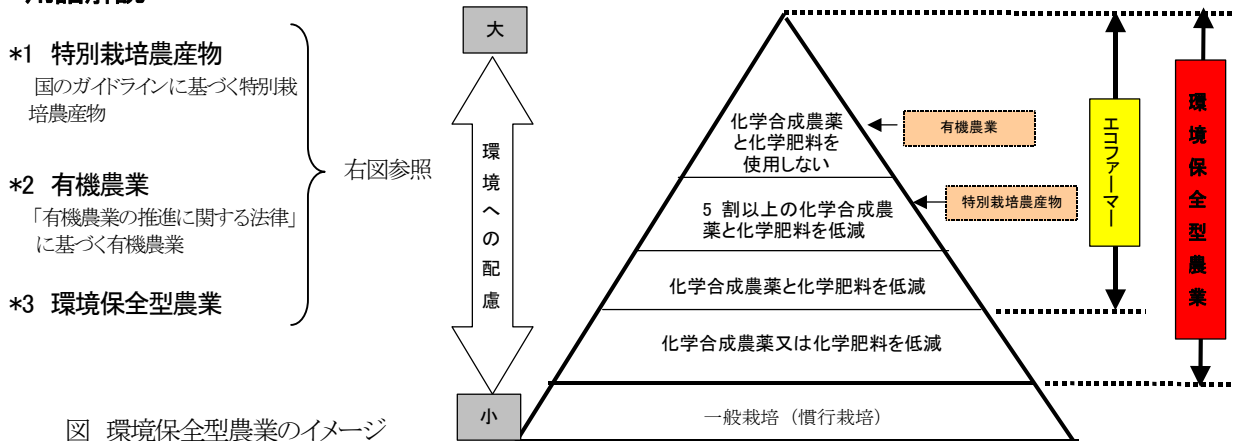 *1 特別栽培農産物
国のガイドラインに基づく特別栽
培農産物
*2 有機農業
「有機農業の推進に関する法律」
に基づく有機農業
*3 環境保全型農業
右図参照
大
環境への配慮
小
化学合成農薬
と化学肥料を
使用しない
5 割以上の化学合成農
薬と化学肥料を低減
化学合成農薬と化学肥料を低減
化学合成農薬又は化学肥料を低減
一般栽培（慣行栽培）
有機農業
特別栽培農産物
エコファーマー
環境保全型農業
図 環境保全型農業のイメージ